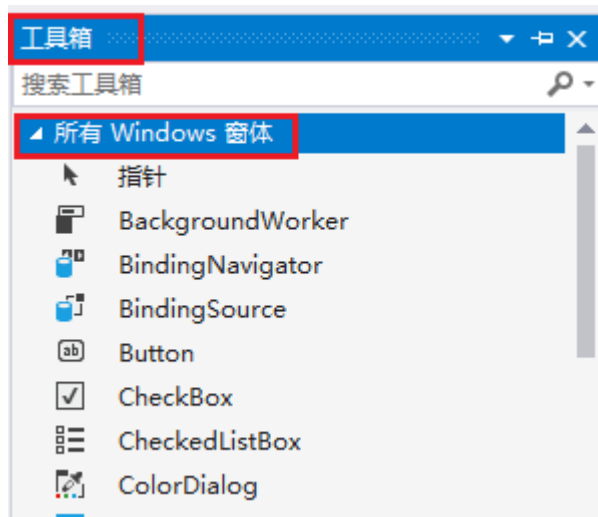 工具箱
搜索工具箱
所有 Windows 窗体
指针
BackgroundWorker
BindingNavigator
BindingSource
Button
CheckBox
CheckedListBox
ColorDialog